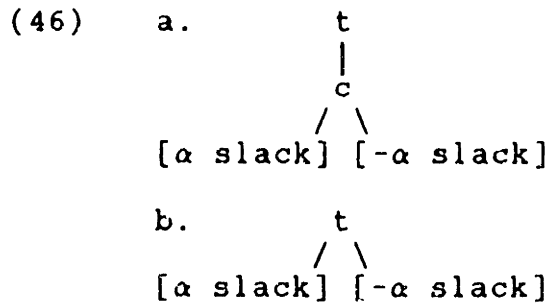 (46) a. t
c
[α slack] [-α slack]
b. t
[α slack] [-α slack]